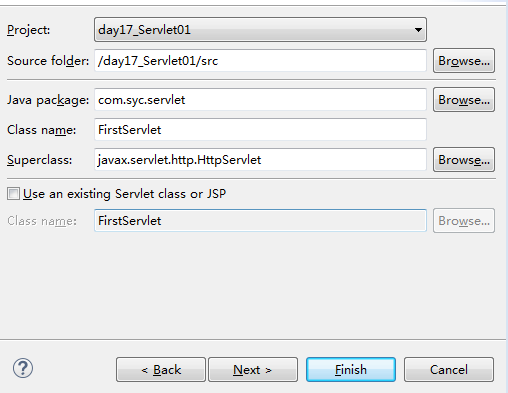 Project: day17_Servlet01
Source folder: /day17_Servlet01/src Browse...
Java package: com.syc.servlet Browse...
Class name: FirstServlet
Superclass: javax.servlet.http.HttpServlet Browse...
Use an existing Servlet class or JSP
Class name: FirstServlet Browse...
? < Back Next > Finish Cancel